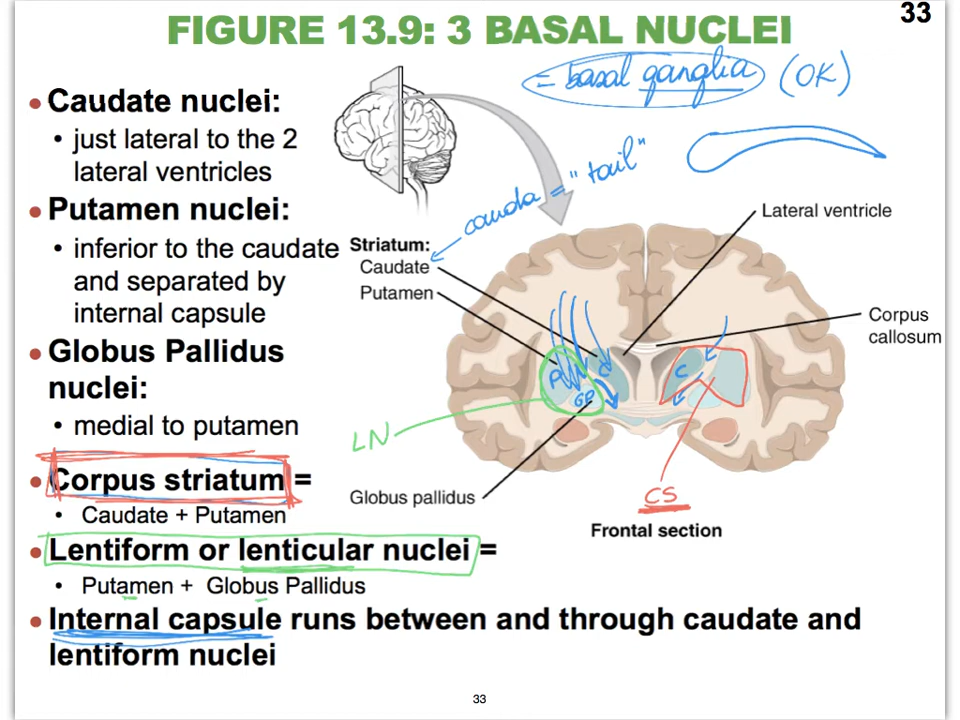 33
FIGURE 13.9: 3 BASAL NUCLEI
= basal ganglia (OK)
• Caudate nuclei:
• just lateral to the 2
lateral ventricles
• Putamen nuclei:
• inferior to the caudate
and separated by
internal capsule
• Globus Pallidus
nuclei:
• medial to putamen
• Corpus striatum =
• Caudate + Putamen
• Lentiform or lenticular nuclei =
• Putamen + Globus Pallidus
• Internal capsule runs between and through caudate and
lentiform nuclei
cauda = "tail"
Striatum:
Caudate
Putamen
Lateral ventricle
Corpus
callosum
P
C
GP
C
LN
Globus pallidus
CS
Frontal section
33